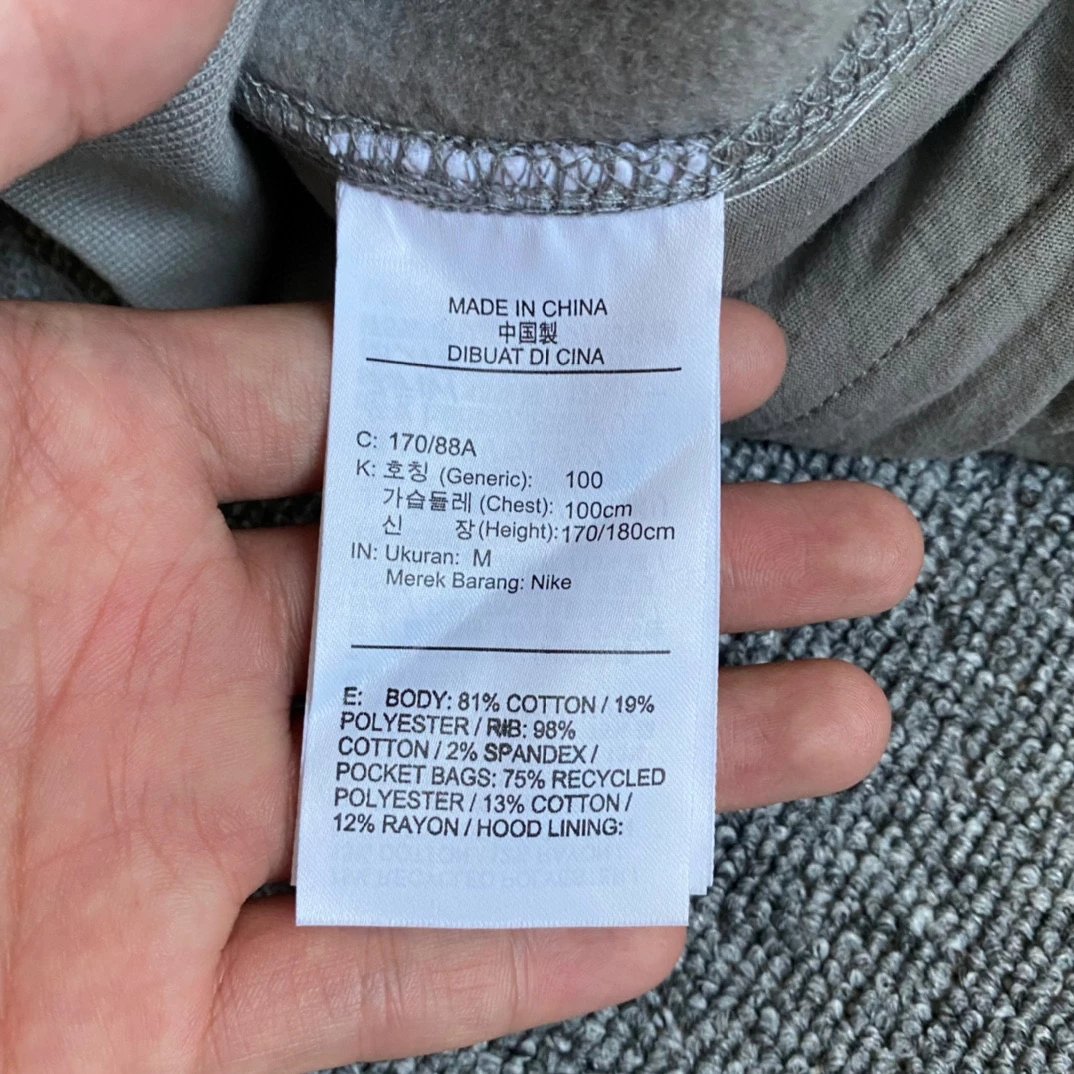 MADE IN CHINA
中国製
DIBUAT DI CINA
C: 170/88A
K: 호칭 (Generic): 100
가슴둘레 (Chest): 100cm
신 장 (Height): 170/180cm
IN: Ukuran: M
Merek Barang: Nike
E: BODY: 81% COTTON / 19%
POLYESTER / RIB: 98%
COTTON / 2% SPANDEX /
POCKET BAGS: 75% RECYCLED
POLYESTER / 13% COTTON /
12% RAYON / HOOD LINING: